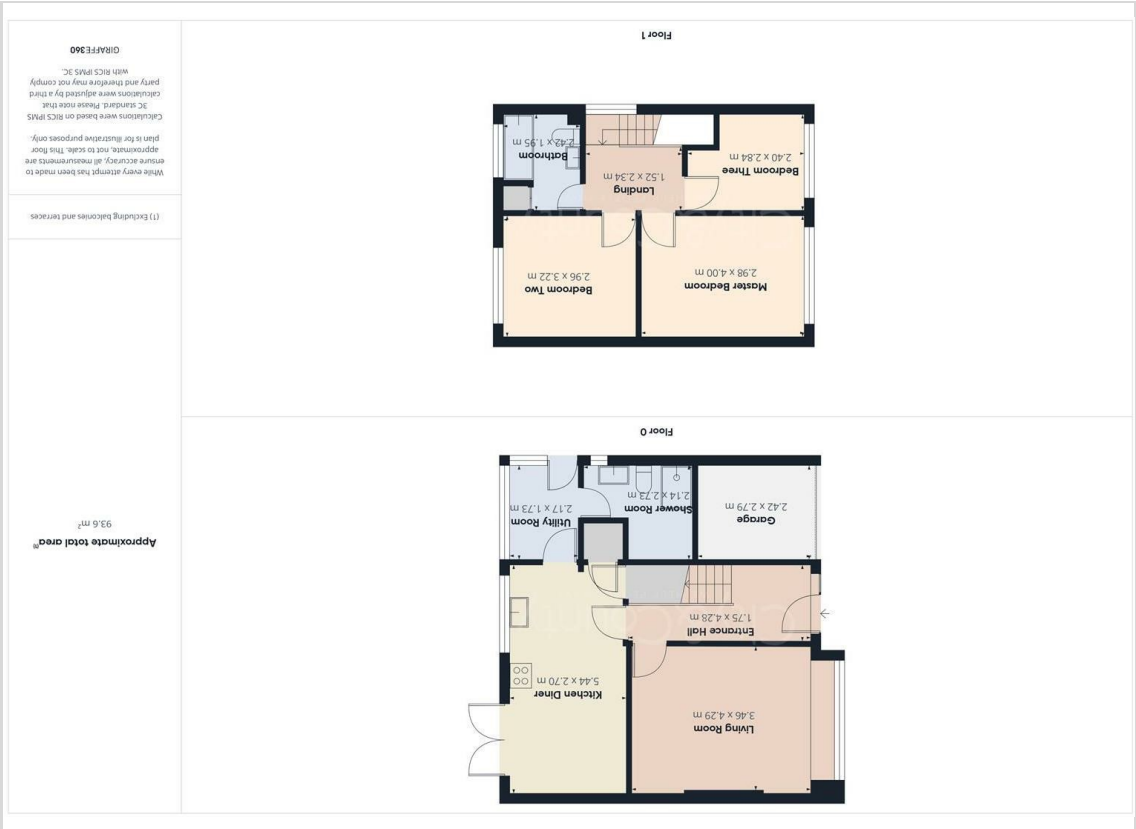 Approximate total area(1)
93.6 m²
(1) Excluding balconies and terraces
While every attempt has been made to
ensure accuracy, all measurements are
approximate, not to scale. This floor
plan is for illustrative purposes only.
Calculations were based on RICS IPMS
3C standard. Please note that
calculations were adjusted by a third
party and therefore may not comply
with RICS IPMS 3C.
GIRAFFE360
Living Room
3.46 x 4.29 m
Kitchen Diner
5.44 x 2.70 m
Entrance Hall
1.75 x 4.28 m
Garage
2.42 x 2.79 m
Shower Room
2.14 x 2.73 m
Utility Room
2.17 x 1.73 m
Floor 0
Master Bedroom
2.98 x 4.00 m
Bedroom Two
2.96 x 3.22 m
Landing
1.52 x 2.34 m
Bedroom Three
2.40 x 2.84 m
Bathroom
2.42 x 1.95 m
Floor 1